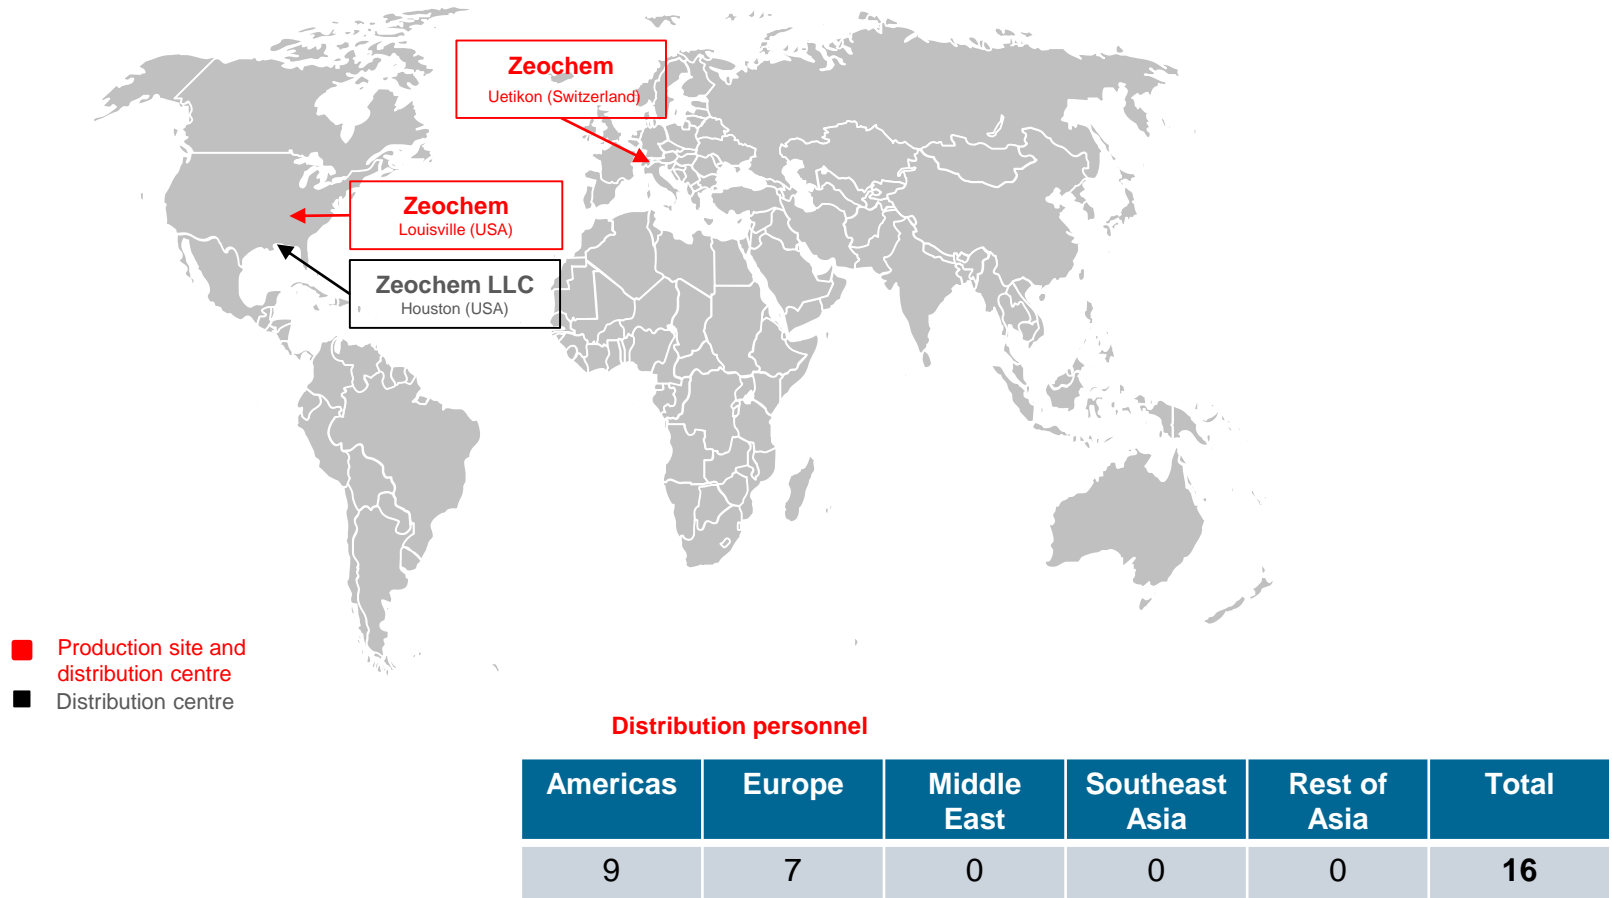 Zeochem
Uetikon (Switzerland)
Zeochem
Louisville (USA)
Zeochem LLC
Houston (USA)
Production site and
distribution centre
Distribution centre
Distribution personnel
Americas Europe Middle East Southeast Asia Rest of Asia Total
9 7 0 0 0 16